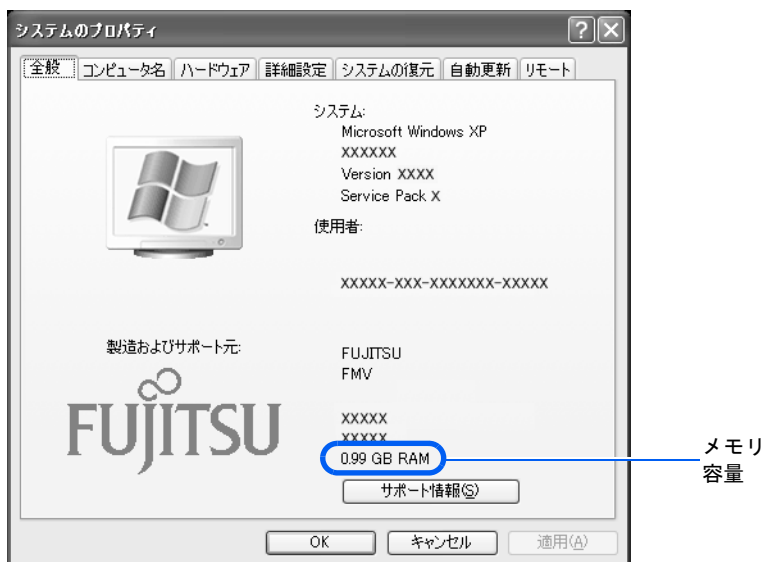 システムのプロパティ
全般 コンピュータ名 ハードウェア 詳細設定 システムの復元 自動更新 リモート
システム:
Microsoft Windows XP
XXXXXX
Version XXXX
Service Pack X
使用者:
XXXXX-XXX-XXXXXXX-XXXXX
製造およびサポート元:
FUJITSU
FUJITSU
FMV
XXXXX
XXXXX
0.99 GB RAM
メモリ
容量
サポート情報(S)
OK キャンセル 適用(A)